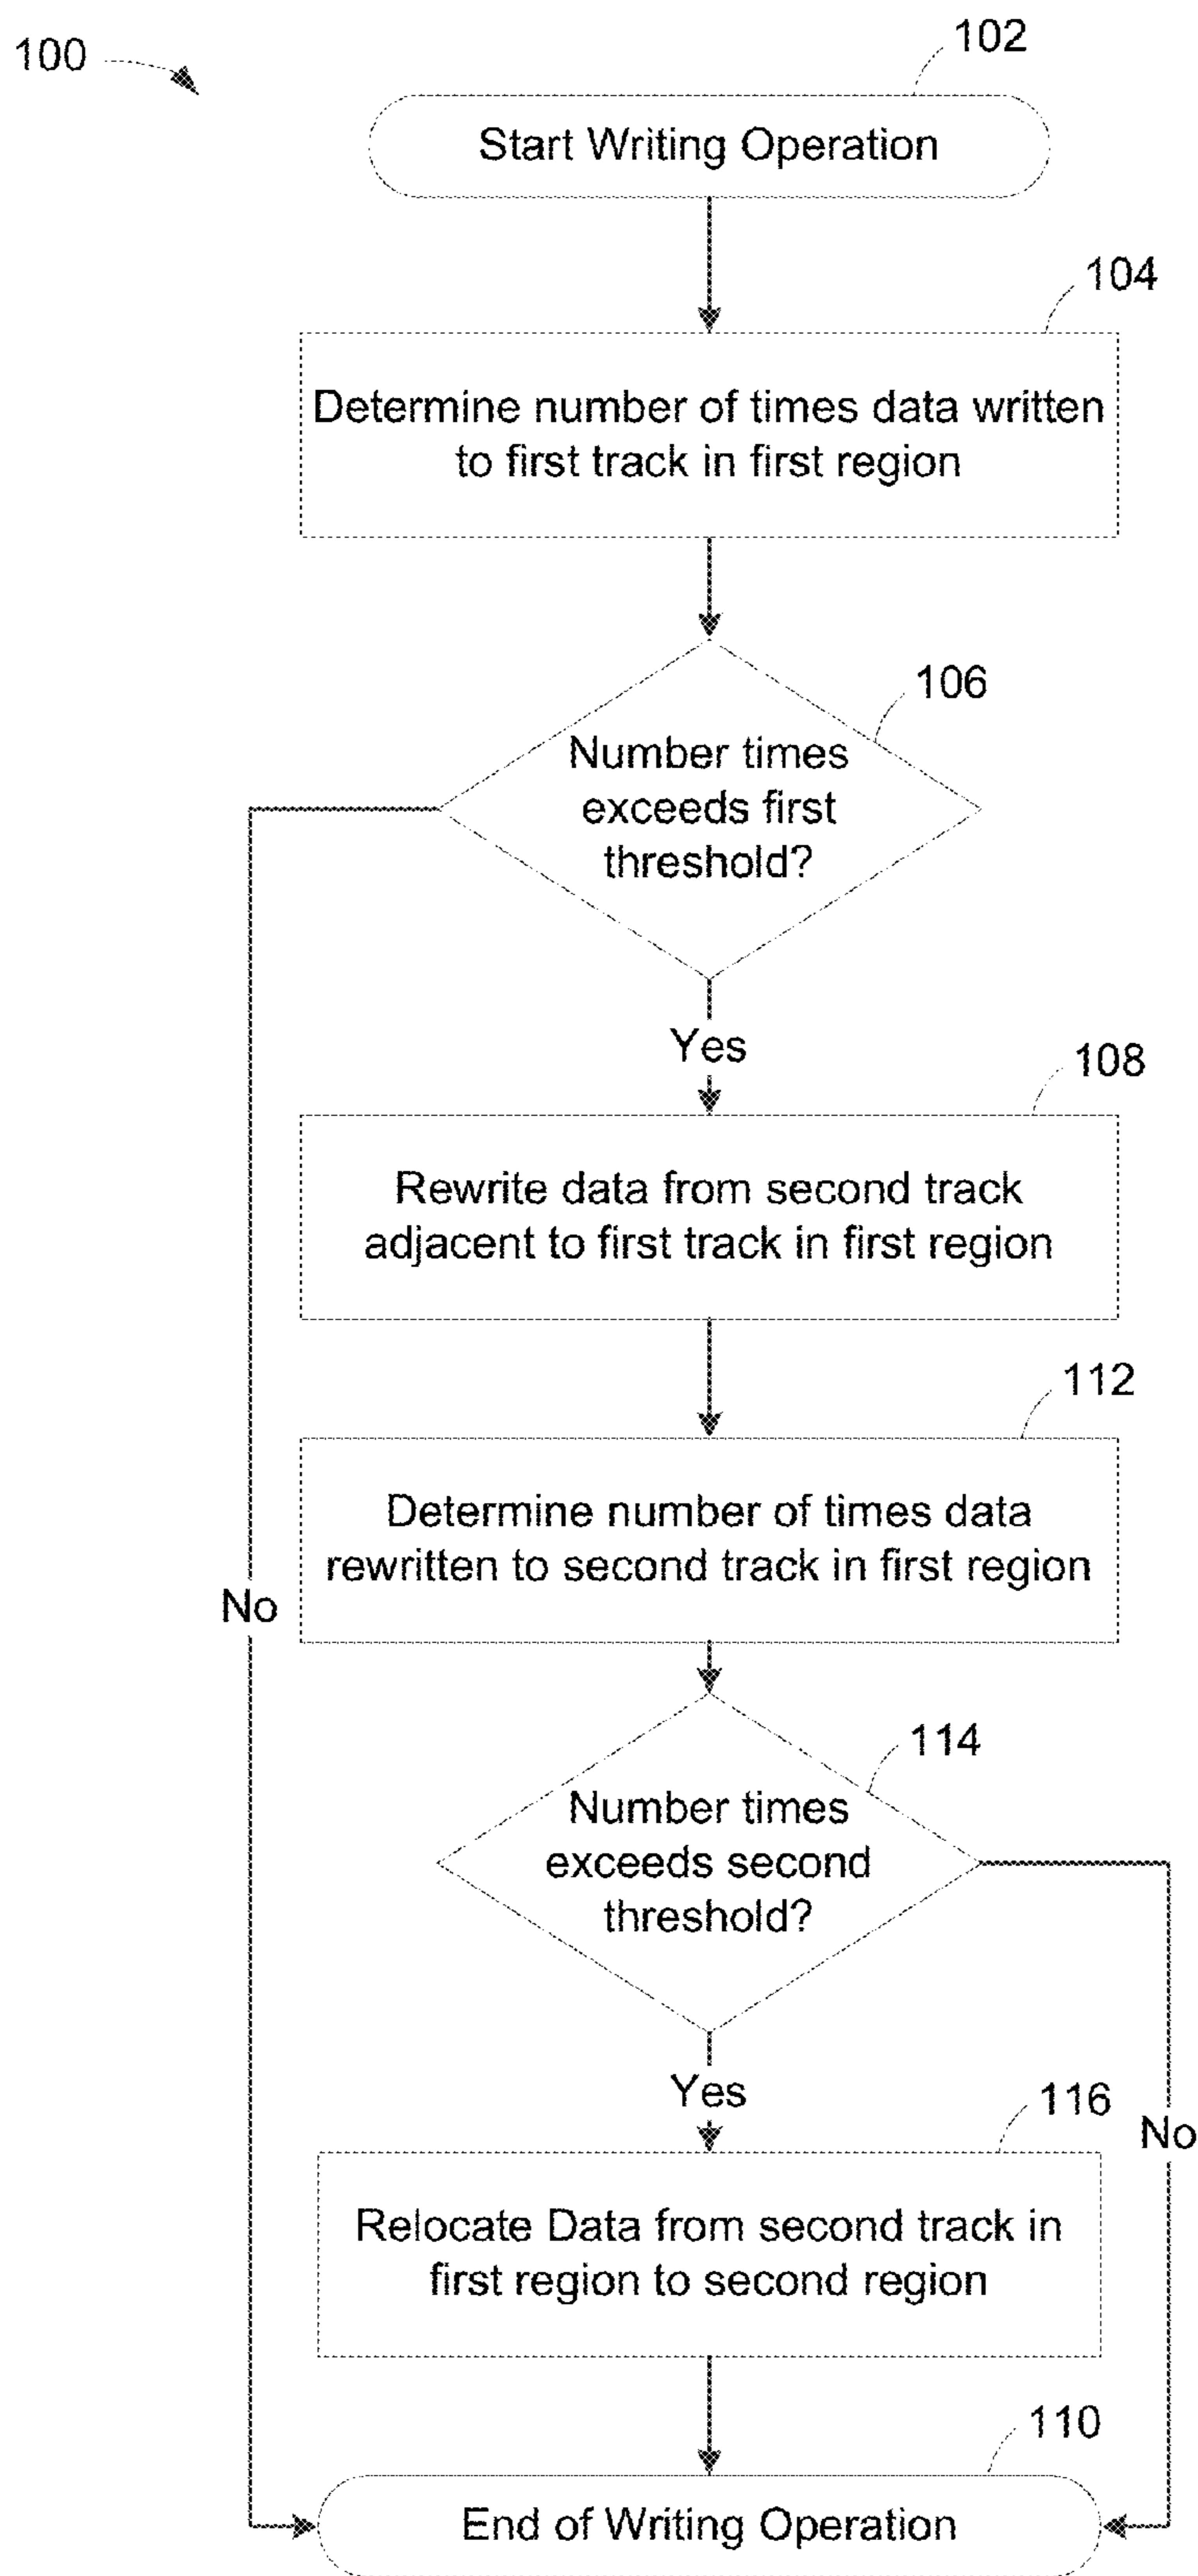 100
102
Start Writing Operation
104
Determine number of times data written
to first track in first region
106
Number times
exceeds first
threshold?
Yes
108
Rewrite data from second track
adjacent to first track in first region
112
Determine number of times data
rewritten to second track in first region
No
114
Number times
exceeds second
threshold?
Yes
116
No
Relocate Data from second track in
first region to second region
110
End of Writing Operation